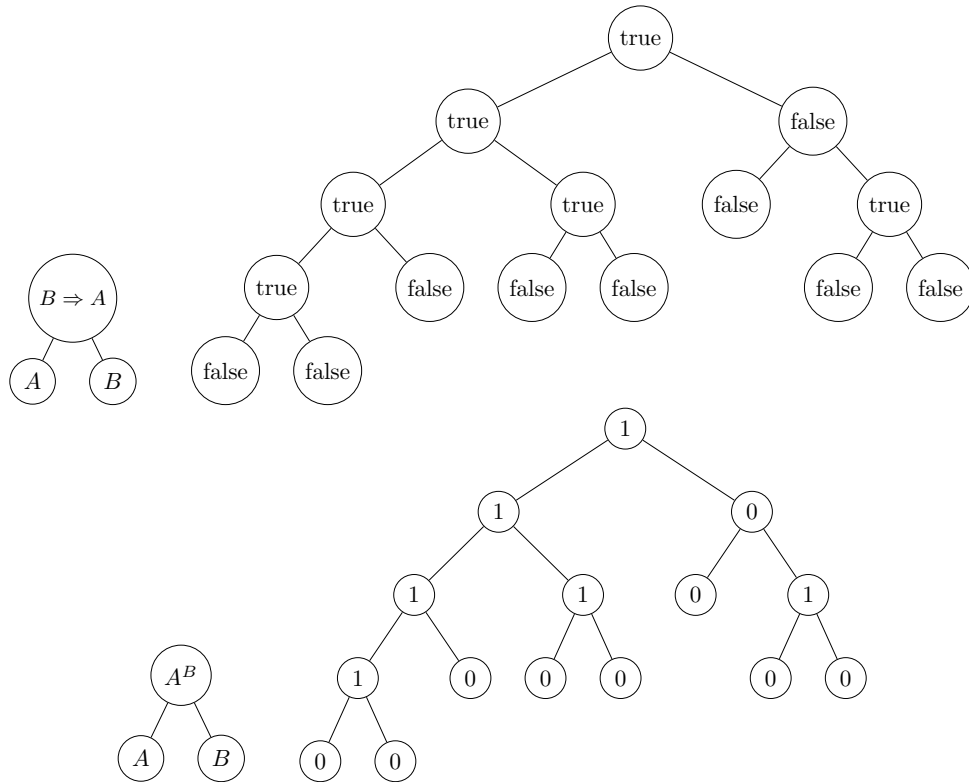 true
true false
true true false true
B ⇒ A true false false false false false
A B false false
1
1 0
1 1 0 1
A^B 1 0 0 0 0 0
A B 0 0